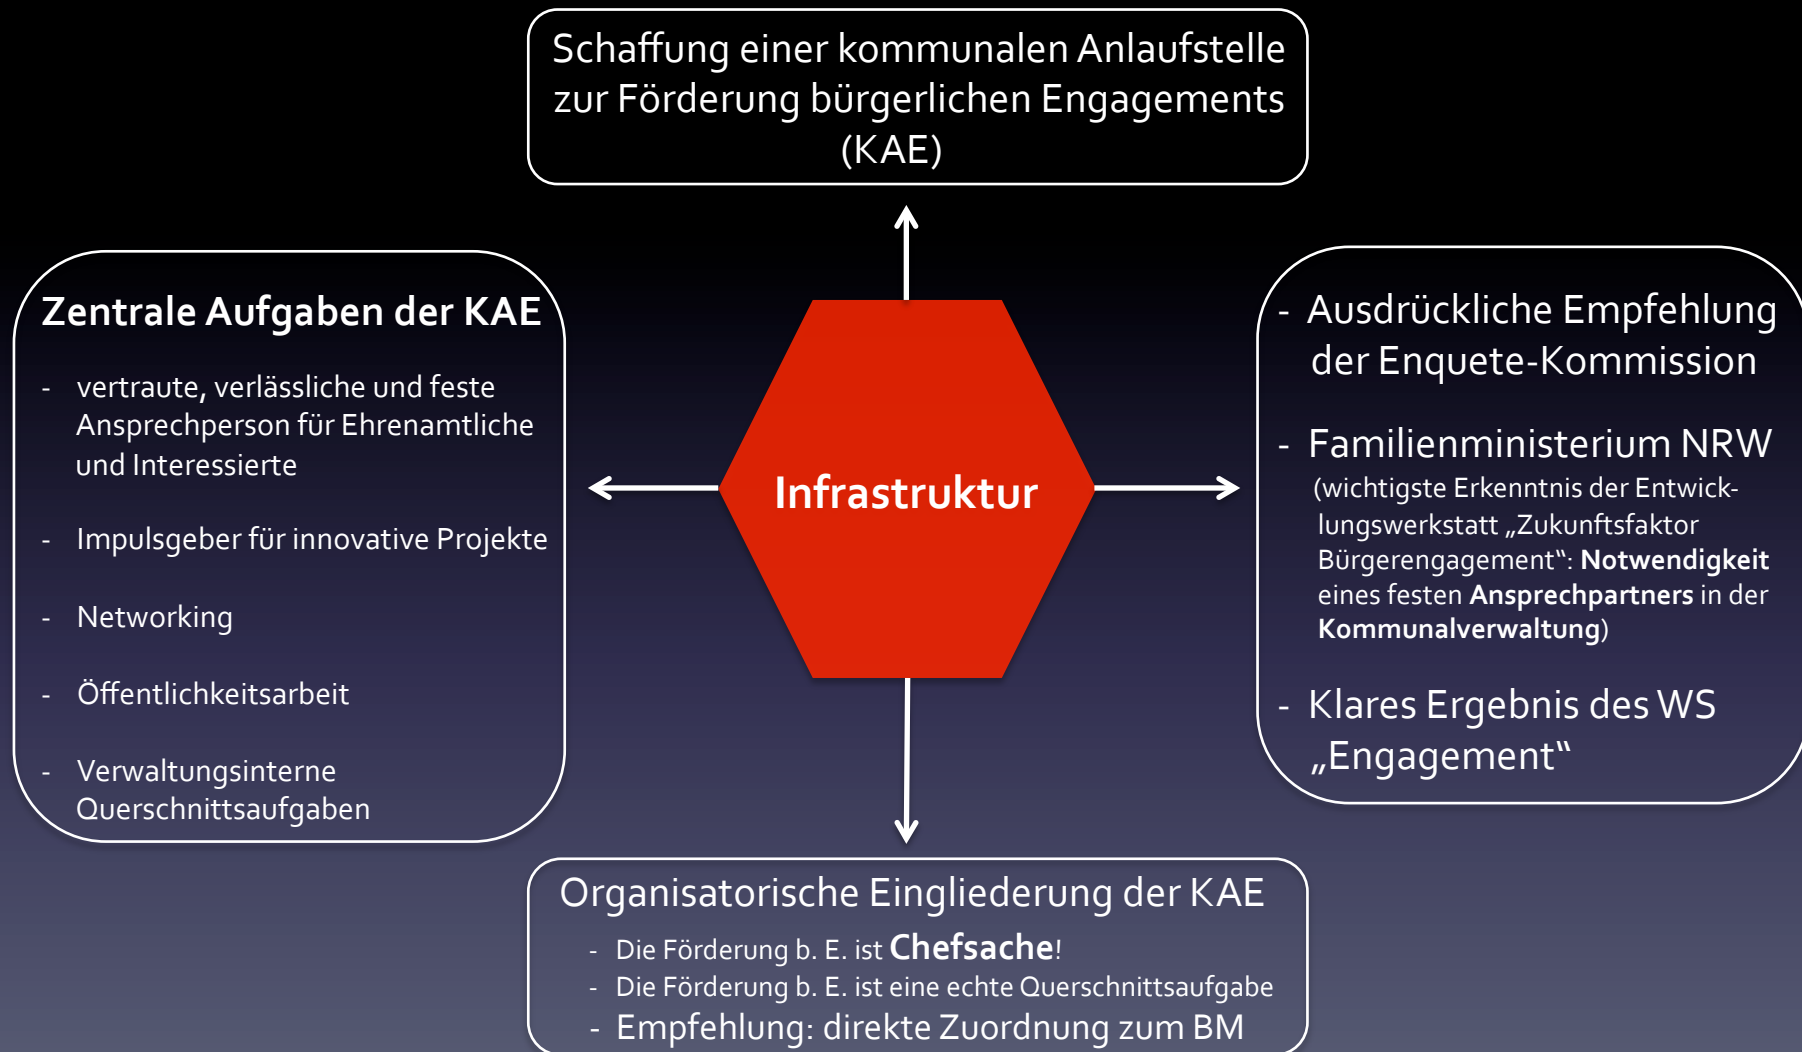 Schaffung einer kommunalen Anlaufstelle
zur Förderung bürgerlichen Engagements
(KAE)
Zentrale Aufgaben der KAE
- vertraute, verlässliche und feste
Ansprechperson für Ehrenamtliche
und Interessierte
- Impulsgeber für innovative Projekte
- Networking
- Öffentlichkeitsarbeit
- Verwaltungsinterne
Querschnittsaufgaben
Infrastruktur
- Ausdrückliche Empfehlung
der Enquete-Kommission
- Familienministerium NRW
(wichtigste Erkenntnis der Entwick-
lungswerkstatt „Zukunftsfaktor
Bürgerengagement“: Notwendigkeit
eines festen Ansprechpartners in der
Kommunalverwaltung)
- Klares Ergebnis des WS
„Engagement“
Organisatorische Eingliederung der KAE
- Die Förderung b. E. ist Chefsache!
- Die Förderung b. E. ist eine echte Querschnittsaufgabe
- Empfehlung: direkte Zuordnung zum BM